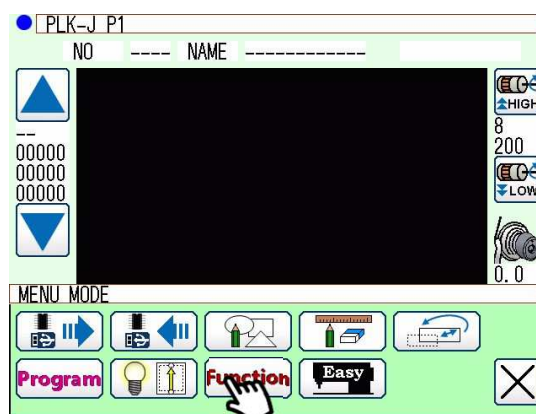 PLK-J P1
NO ---- NAME ------------
HIGH
8
200
LOW
0.0
--
00000
00000
00000
MENU MODE
Program
Function
Easy